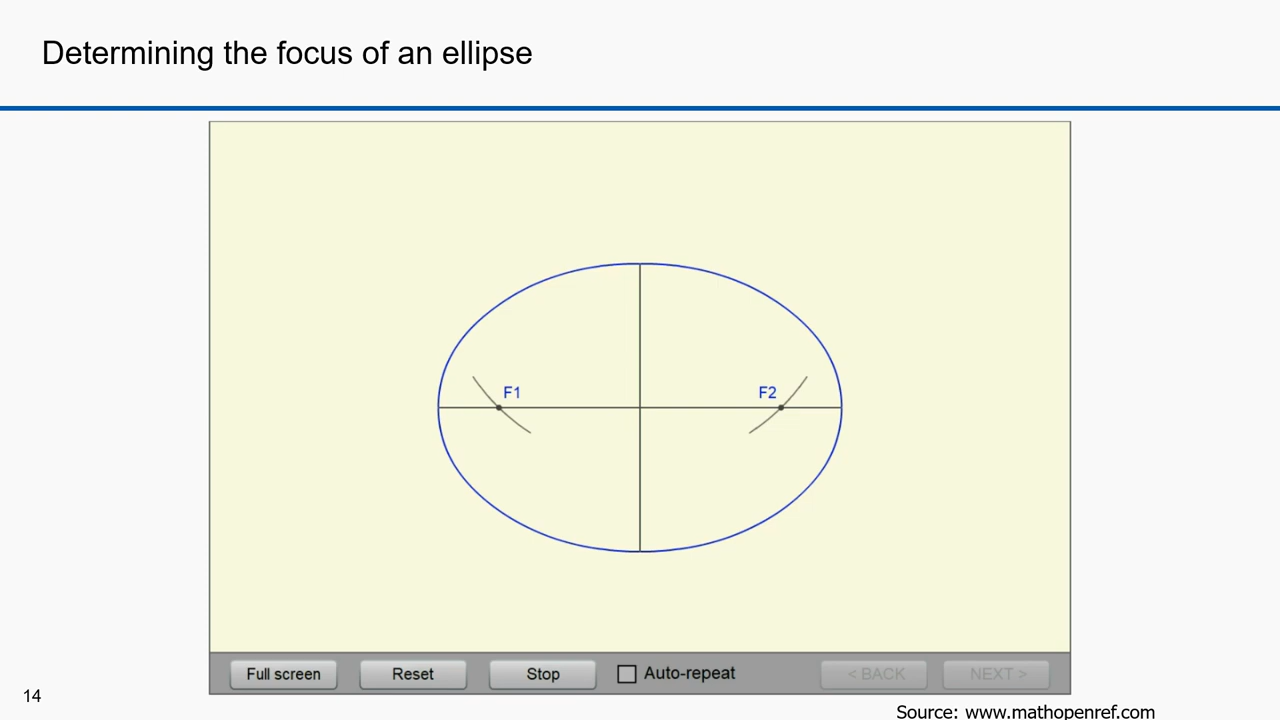 Determining the focus of an ellipse
F1
F2
Full screen
Reset
Stop
Auto-repeat
< BACK
NEXT >
14
Source: www.mathopenref.com